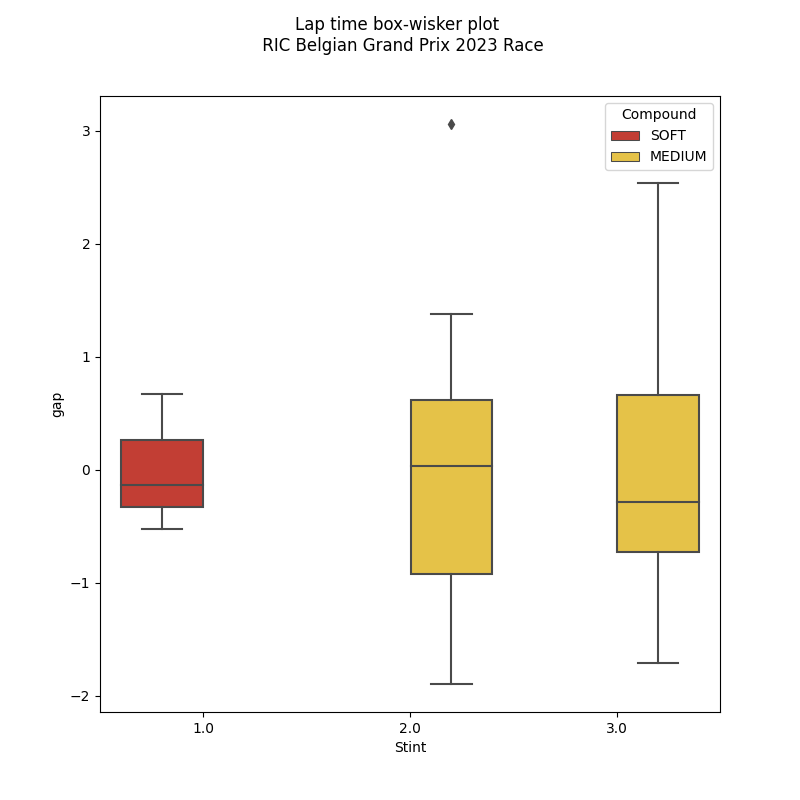 Lap time box-wisker plot
RIC Belgian Grand Prix 2023 Race
Compound
SOFT
MEDIUM
3
2
1
0
−1
−2
gap
1.0
2.0
3.0
Stint